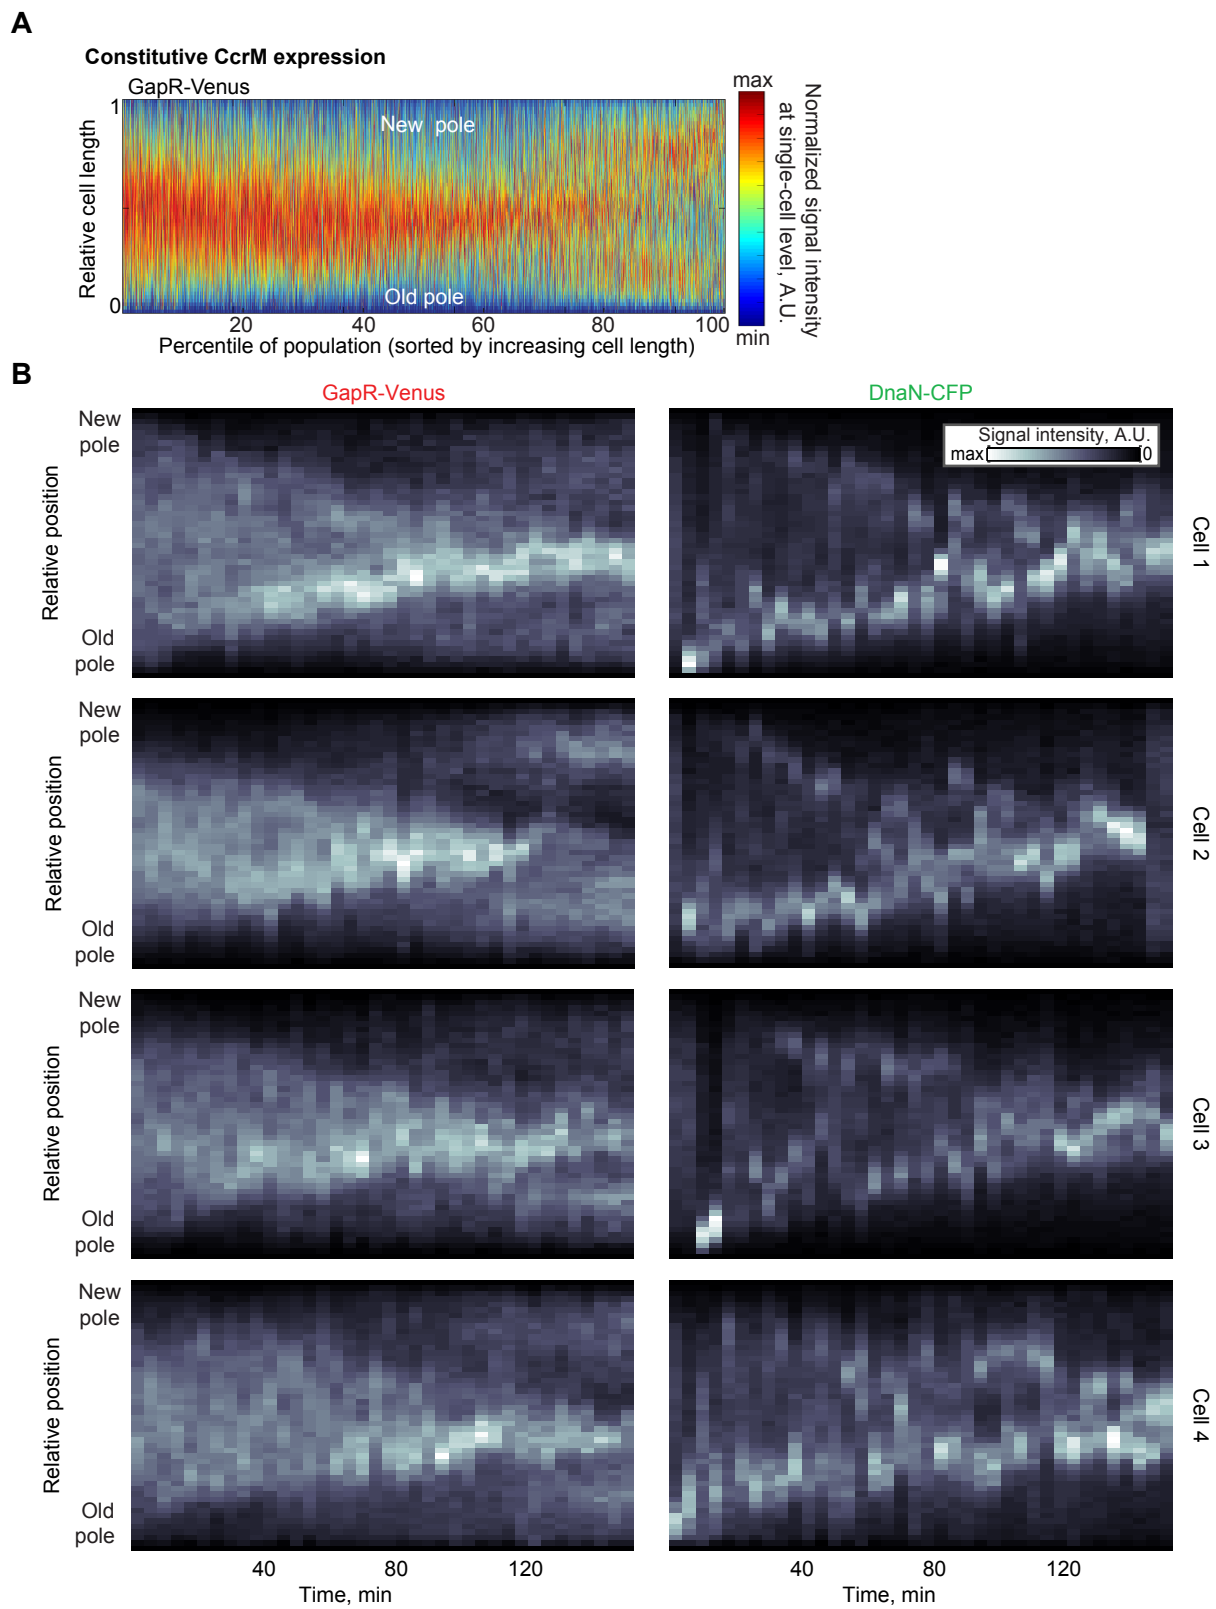 A
Constitutive CcrM expression
GapR-Venus
max
1
New pole
Old pole
0
Relative cell length
20 40 60 80 100
Percentile of population (sorted by increasing cell length)
min
Normalized signal intensity
at single-cell level, A.U.
B
GapR-Venus
DnaN-CFP
New
pole
Relative position
Old
pole
Signal intensity, A.U.
max 0
Cell 1
New
pole
Relative position
Old
pole
Cell 2
New
pole
Relative position
Old
pole
Cell 3
New
pole
Relative position
Old
pole
Cell 4
40 80 120
Time, min
40 80 120
Time, min